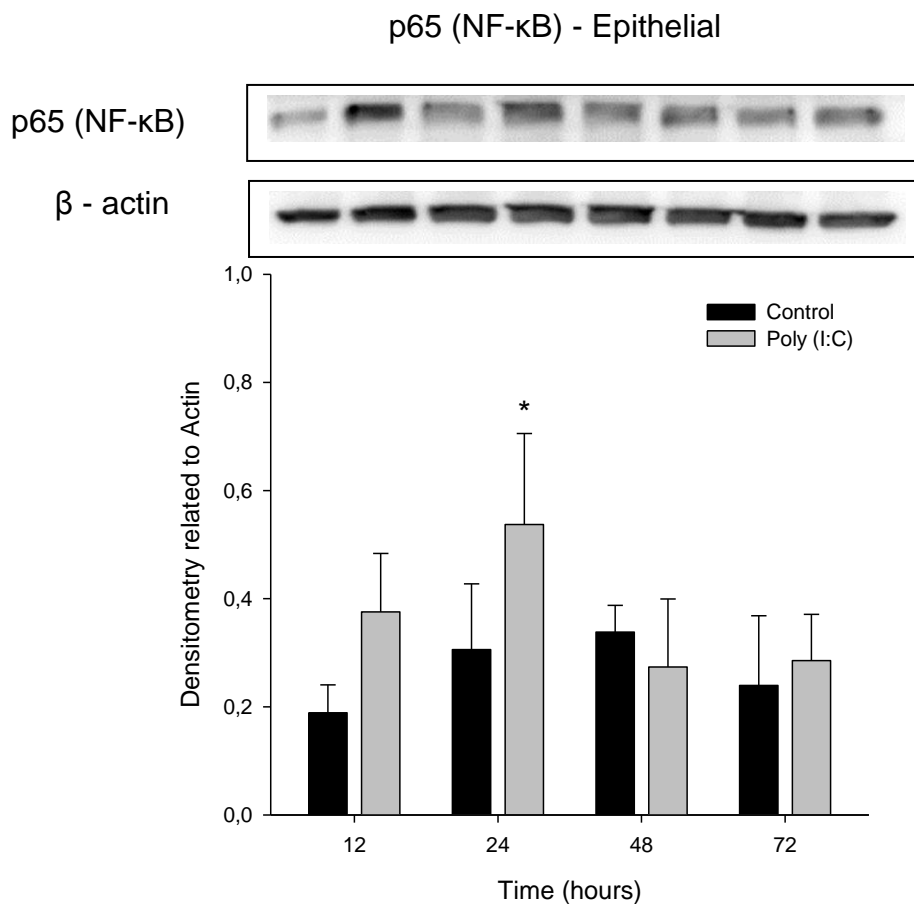 p65 (NF-κB) - Epithelial
p65 (NF-κB)
β - actin
1,0
0,8
0,6
0,4
0,2
0,0
Densitometry related to Actin
Control
Poly (I:C)
*
12 24 48 72
Time (hours)